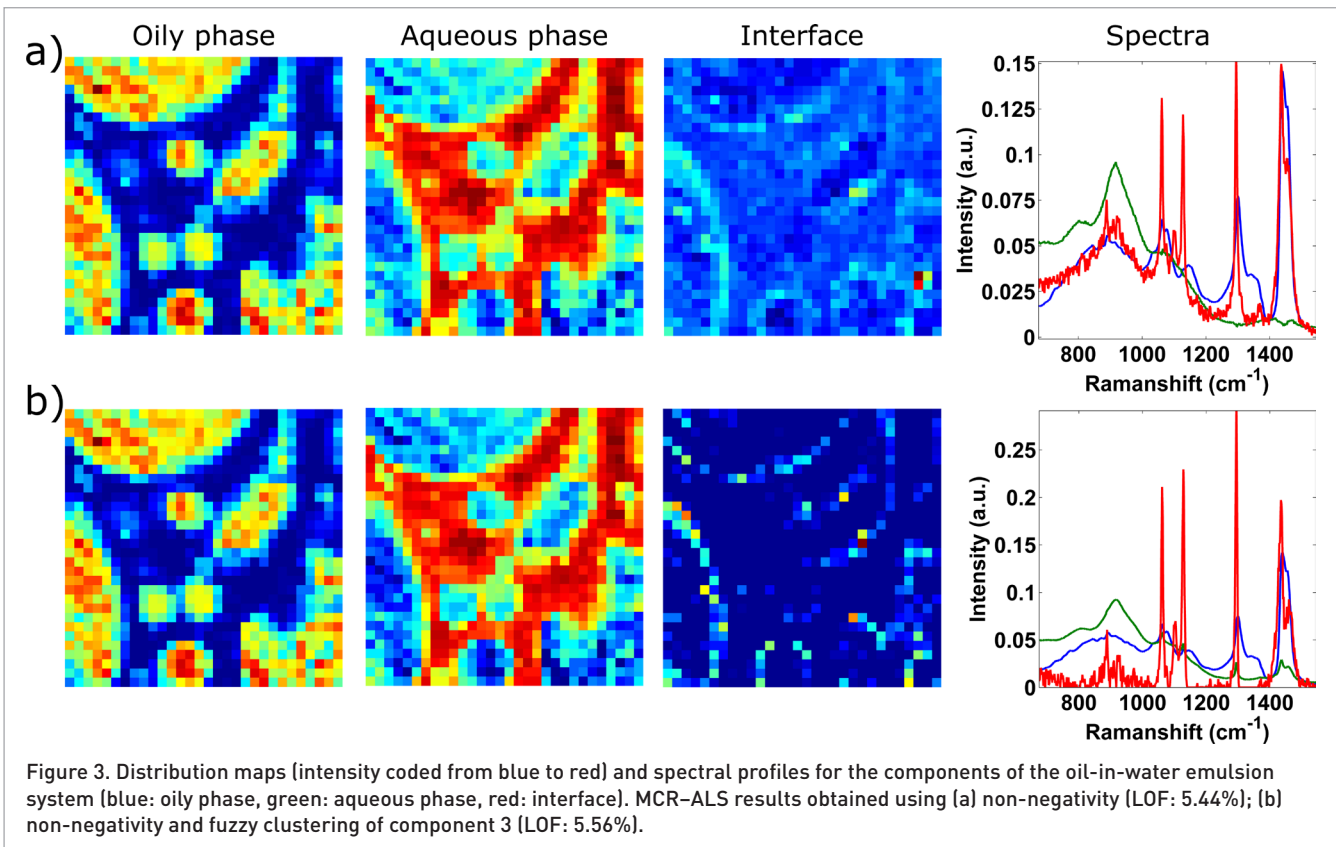 Oily phase
Aqueous phase
Interface
Spectra
a)
0.15
0.125
0.1
0.075
0.05
0.025
0
Intensity (a.u.)
800
1000
1200
1400
Ramanshift (cm⁻¹)
b)
0.25
0.2
0.15
0.1
0.05
0
Intensity (a.u.)
800
1000
1200
1400
Ramanshift (cm⁻¹)
Figure 3. Distribution maps (intensity coded from blue to red) and spectral profiles for the components of the oil-in-water emulsion
system (blue: oily phase, green: aqueous phase, red: interface). MCR–ALS results obtained using (a) non-negativity (LOF: 5.44%); (b)
non-negativity and fuzzy clustering of component 3 (LOF: 5.56%).